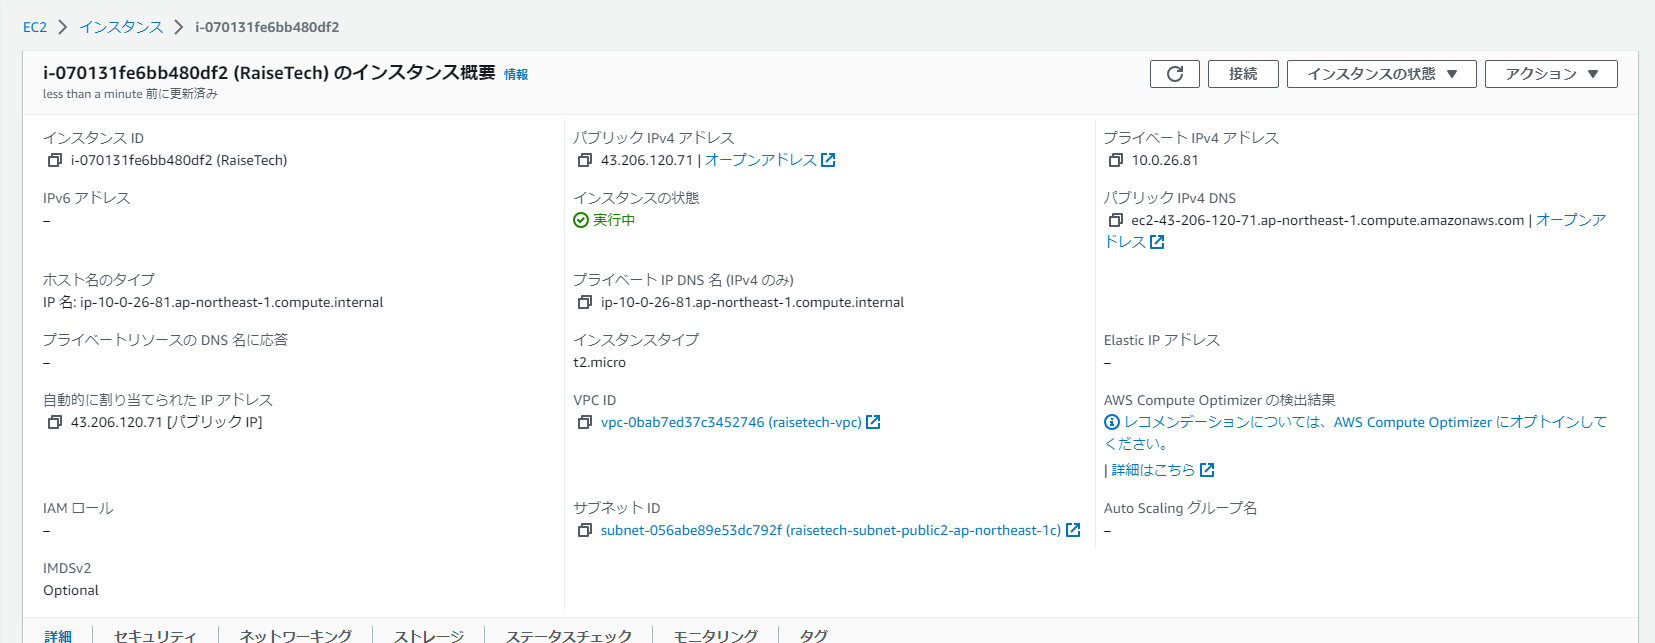 EC2 > インスタンス > i-070131fe6bb480df2
i-070131fe6bb480df2 (RaiseTech) のインスタンス概要 情報
less than a minute 前に更新済み
接続 インスタンスの状態 ▼ アクション ▼
インスタンス ID
i-070131fe6bb480df2 (RaiseTech)
パブリック IPv4 アドレス
43.206.120.71 | オープンアドレス
プライベート IPv4 アドレス
10.0.26.81
IPv6 アドレス
–
インスタンスの状態
実行中
パブリック IPv4 DNS
ec2-43-206-120-71.ap-northeast-1.compute.amazonaws.com | オープンア
ドレス
ホスト名のタイプ
IP 名: ip-10-0-26-81.ap-northeast-1.compute.internal
プライベート IP DNS 名 (IPv4 のみ)
ip-10-0-26-81.ap-northeast-1.compute.internal
プライベートリソースの DNS 名に応答
–
インスタンスタイプ
t2.micro
Elastic IP アドレス
–
自動的に割り当てられた IP アドレス
43.206.120.71 [パブリック IP]
VPC ID
vpc-0bab7ed37c3452746 (raisetech-vpc)
AWS Compute Optimizer の検出結果
レコメンデーションについては、AWS Compute Optimizer にオプトインして
ください。
| 詳細はこちら
IAM ロール
–
サブネット ID
subnet-056abe89e53dc792f (raisetech-subnet-public2-ap-northeast-1c)
Auto Scaling グループ名
–
IMDSv2
Optional
詳細 セキュリティ ネットワーキング ストレージ ステータスチェック モニタリング タグ